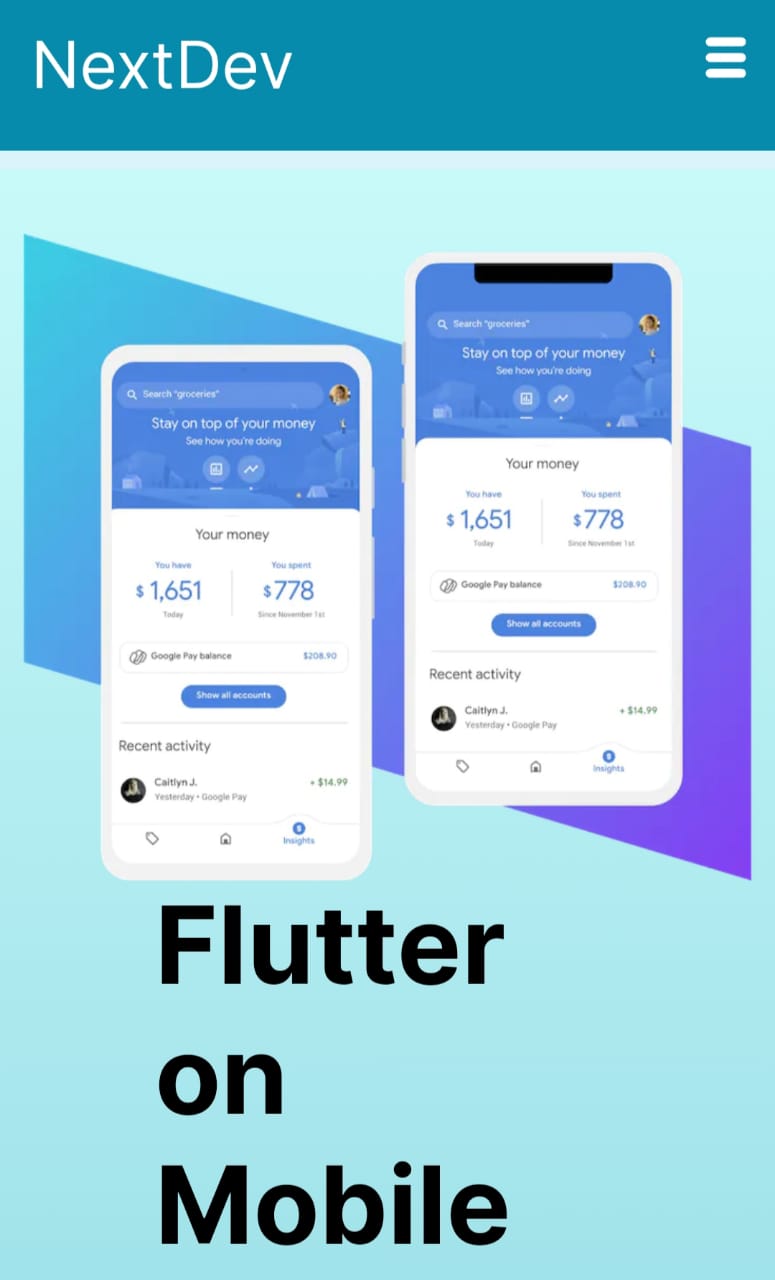 NextDev
Search "groceries"
Stay on top of your money
See how you're doing
Your money
You have
You spent
$ 1,651
$ 778
Today
Since November 1st
Google Pay balance
$208.90
Show all accounts
Recent activity
Caitlyn J.
+ $14.99
Yesterday • Google Pay
Insights
Search "groceries"
Stay on top of your money
See how you're doing
Your money
You have
You spent
$ 1,651
$ 778
Today
Since November 1st
Google Pay balance
$208.90
Show all accounts
Recent activity
Caitlyn J.
+ $14.99
Yesterday • Google Pay
Insights
Flutter
on
Mobile